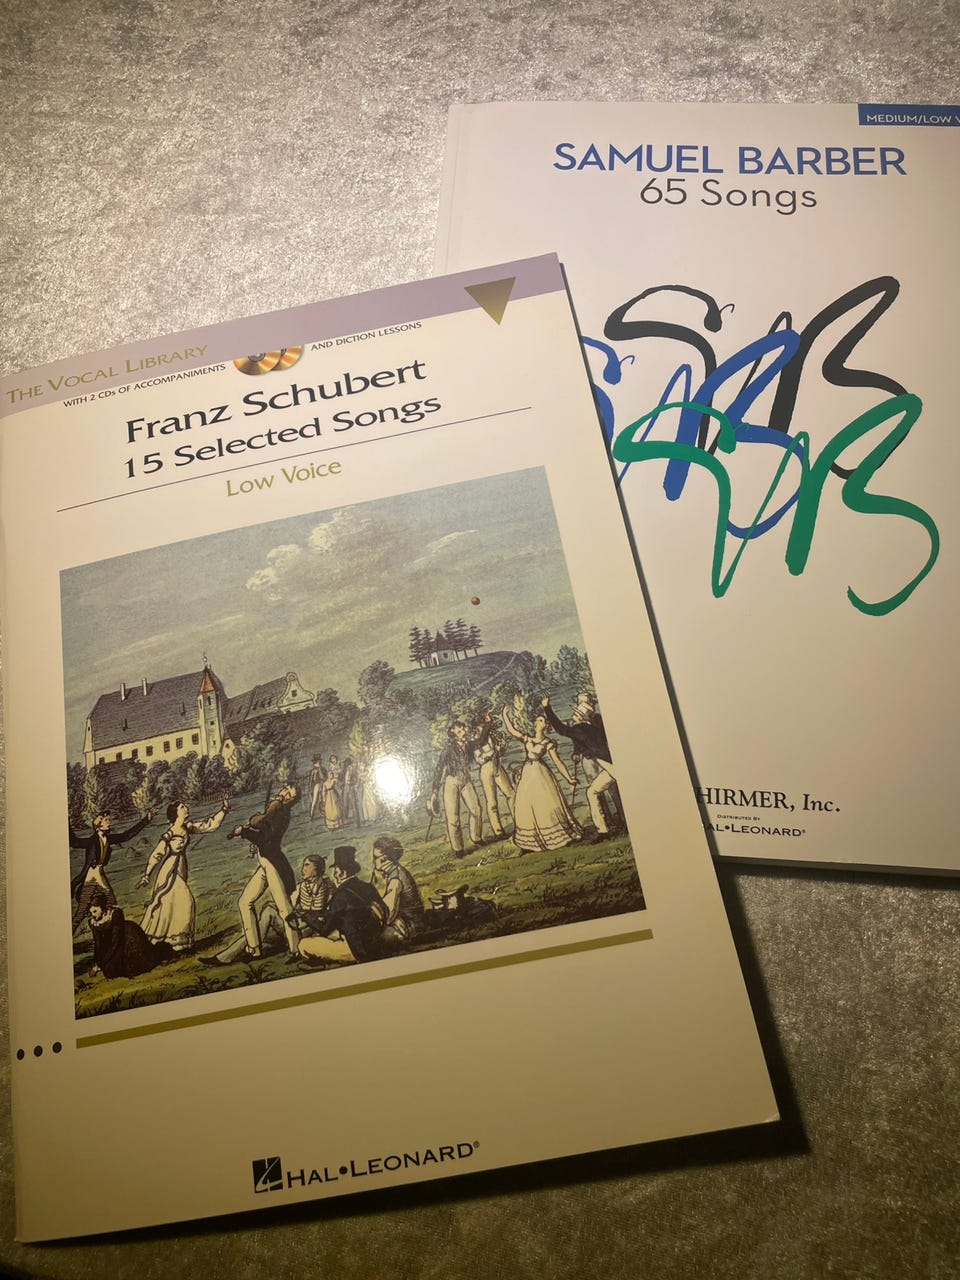 MEDIUM/LOW
SAMUEL BARBER
65 Songs
HIRMER, Inc.
DISTRIBUTED BY
AL•LEONARD®
THE VOCAL LIBRARY
WITH 2 CDs OF ACCOMPANIMENTS AND DICTION LESSONS
Franz Schubert
15 Selected Songs
Low Voice
HAL•LEONARD®